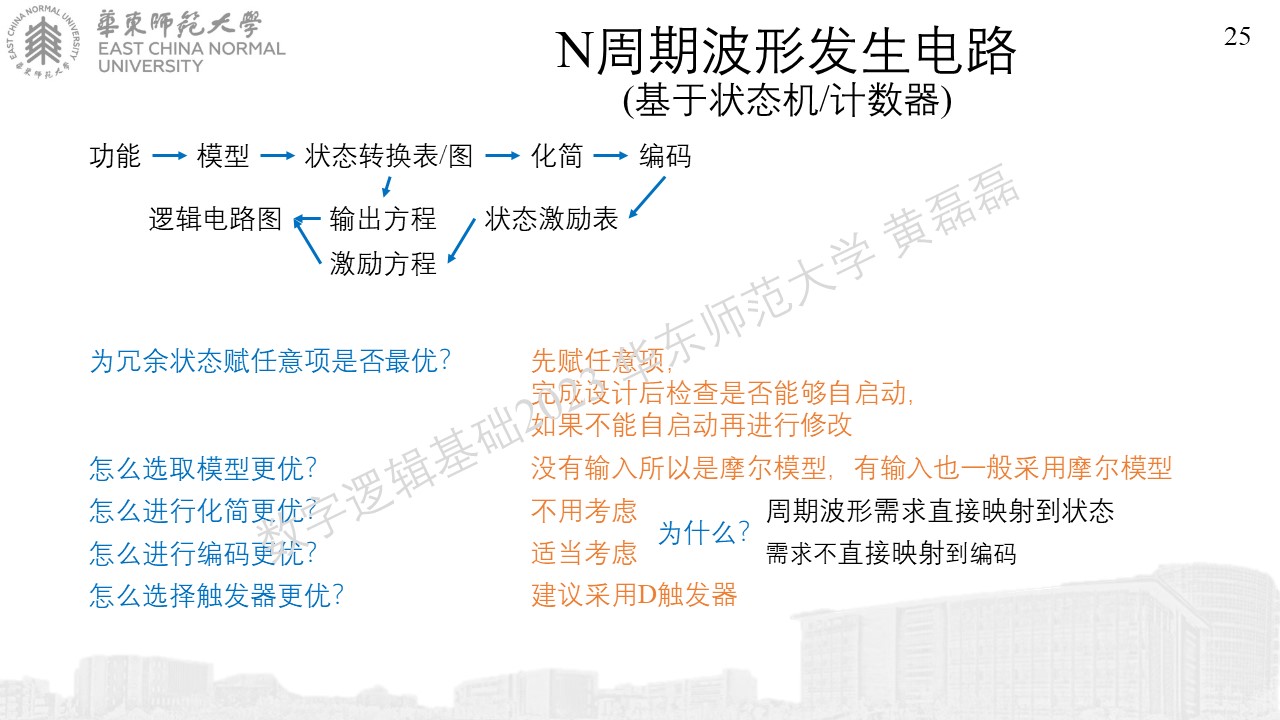 華東師範大學
EAST CHINA NORMAL
UNIVERSITY
N周期波形发生电路
25
(基于状态机/计数器)
功能 模型 状态转换表/图 化简 编码
逻辑电路图 输出方程 状态激励表
激励方程
为冗余状态赋任意项是否最优？ 先赋任意项，
完成设计后检查是否能够自启动，
如果不能自启动再进行修改
怎么选取模型更优？ 没有输入所以是摩尔模型，有输入也一般采用摩尔模型
怎么进行化简更优？ 不用考虑 为什么？ 周期波形需求直接映射到状态
怎么进行编码更优？ 适当考虑 需求不直接映射到编码
怎么选择触发器更优？ 建议采用D触发器
数字逻辑基础2023 华东师范大学 黄磊磊
EAST CHINA NORMAL UNIVERSITY
華東師範大學